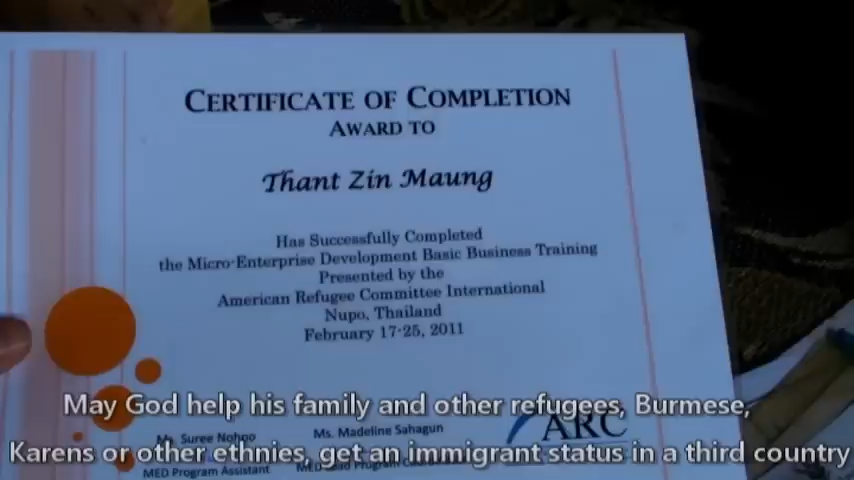 CERTIFICATE OF COMPLETION
AWARD TO
Thant Zin Maung
Has Successfully Completed
the Micro-Enterprise Development Basic Business Training
Presented by the
American Refugee Committee International
Nupo, Thailand
February 17-25, 2011
May God help his family and other refugees, Burmese,
ARC
Ms. Suree Nohoo
Ms. Madeline Sahagun
Karens or other ethnies, get an immigrant status in a third country
MED Program Assistant